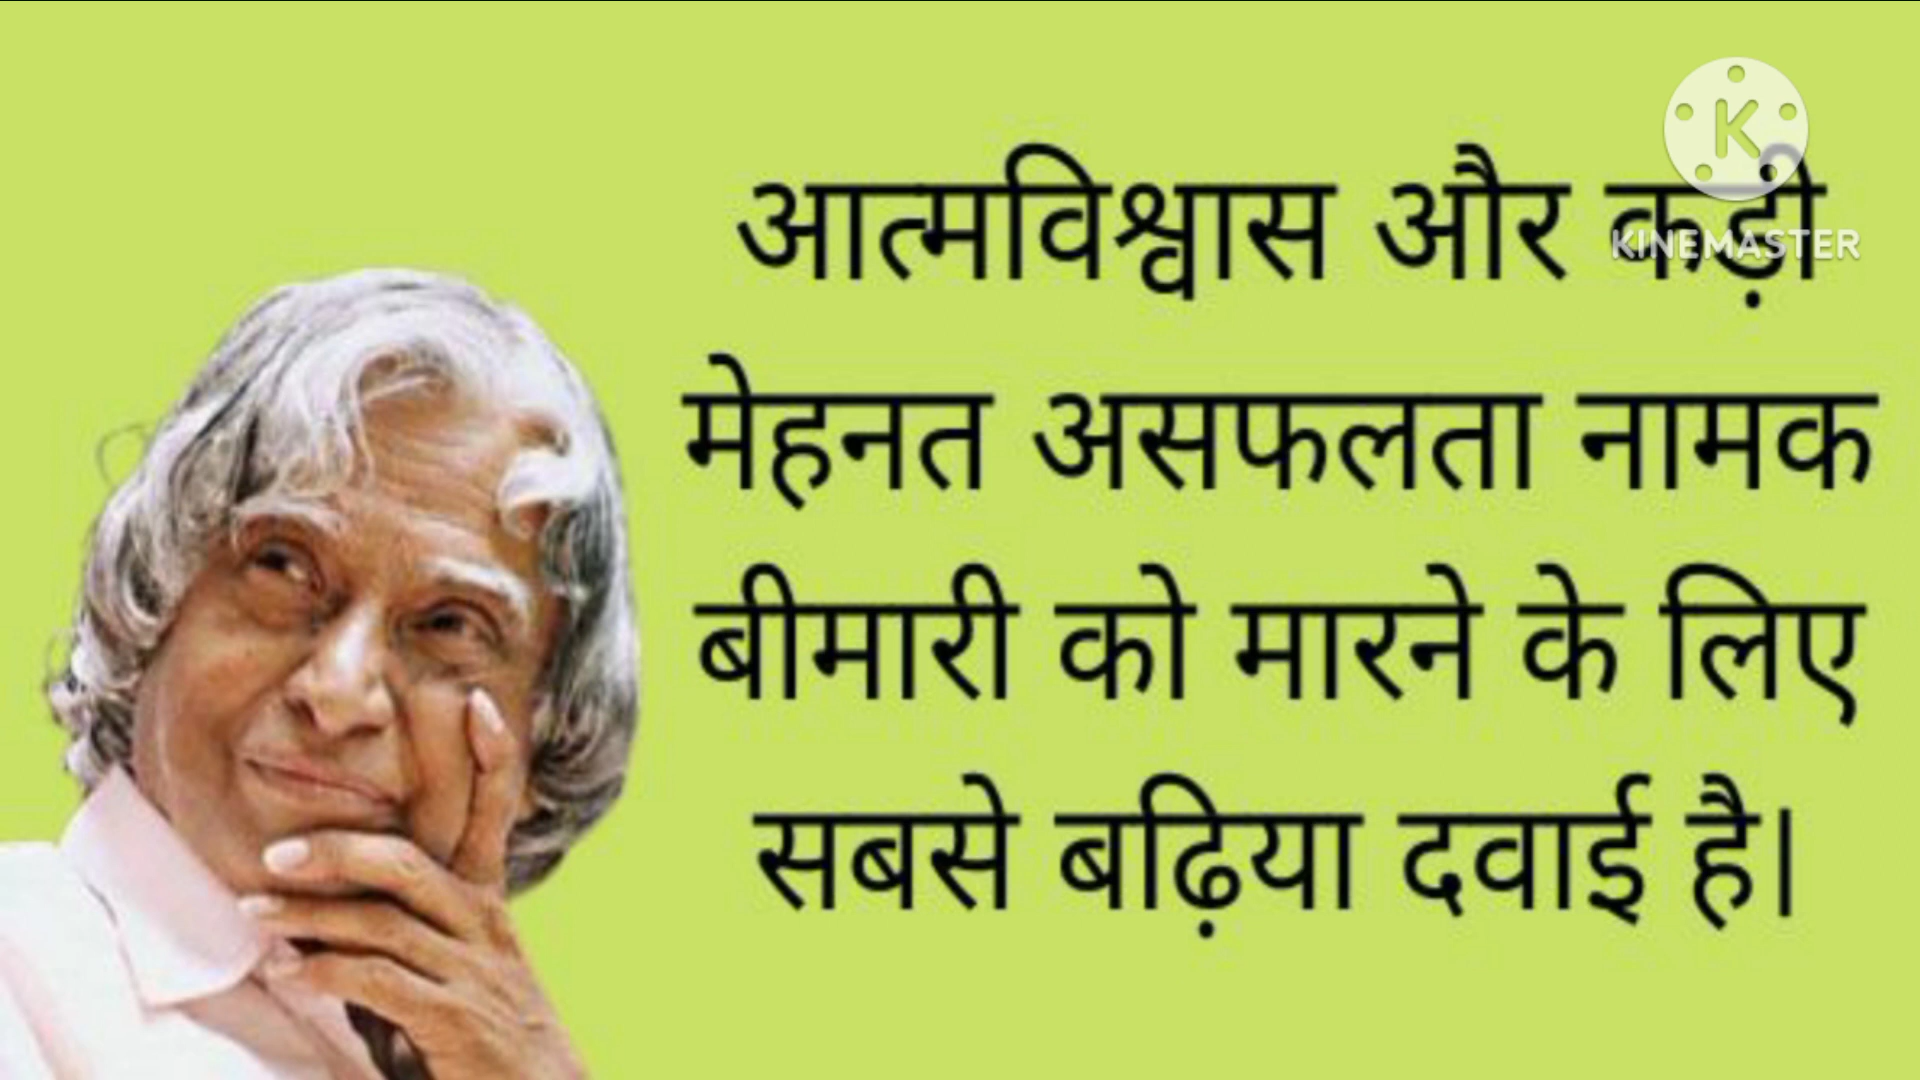 K
KINEMASTER
आत्मविश्वास और कड़ी
मेहनत असफलता नामक
बीमारी को मारने के लिए
सबसे बढ़िया दवाई है।